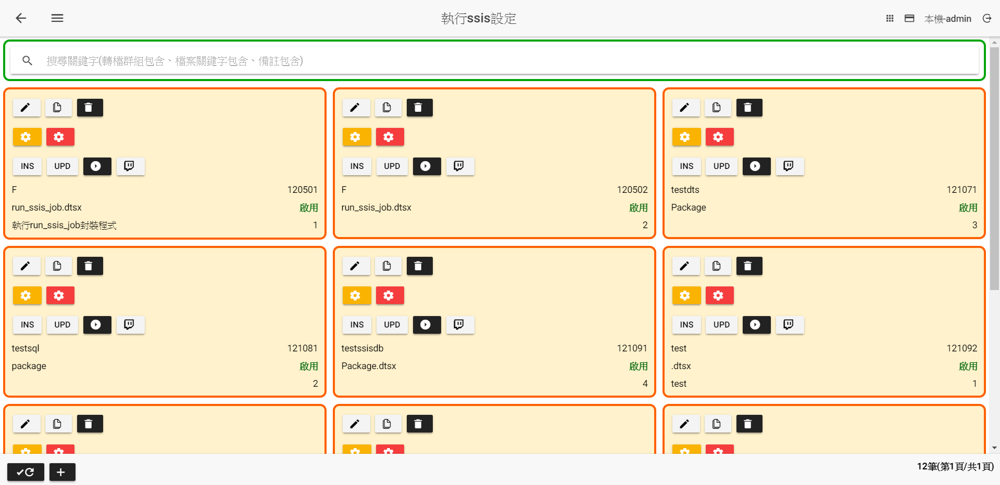 執行ssis設定
本機-admin
搜尋關鍵字(轉檔群組包含、檔案關鍵字包含、備註包含)
INS UPD
F 120501
run_ssis_job.dtsx 啟用
執行run_ssis_job封裝程式 1
INS UPD
F 120502
run_ssis_job.dtsx 啟用
2
INS UPD
testdts 121071
Package 啟用
3
INS UPD
testsql 121081
package 啟用
2
INS UPD
testssisdb 121091
Package.dtsx 啟用
4
INS UPD
test 121092
.dtsx 啟用
test 1
12筆(第1頁/共1頁)